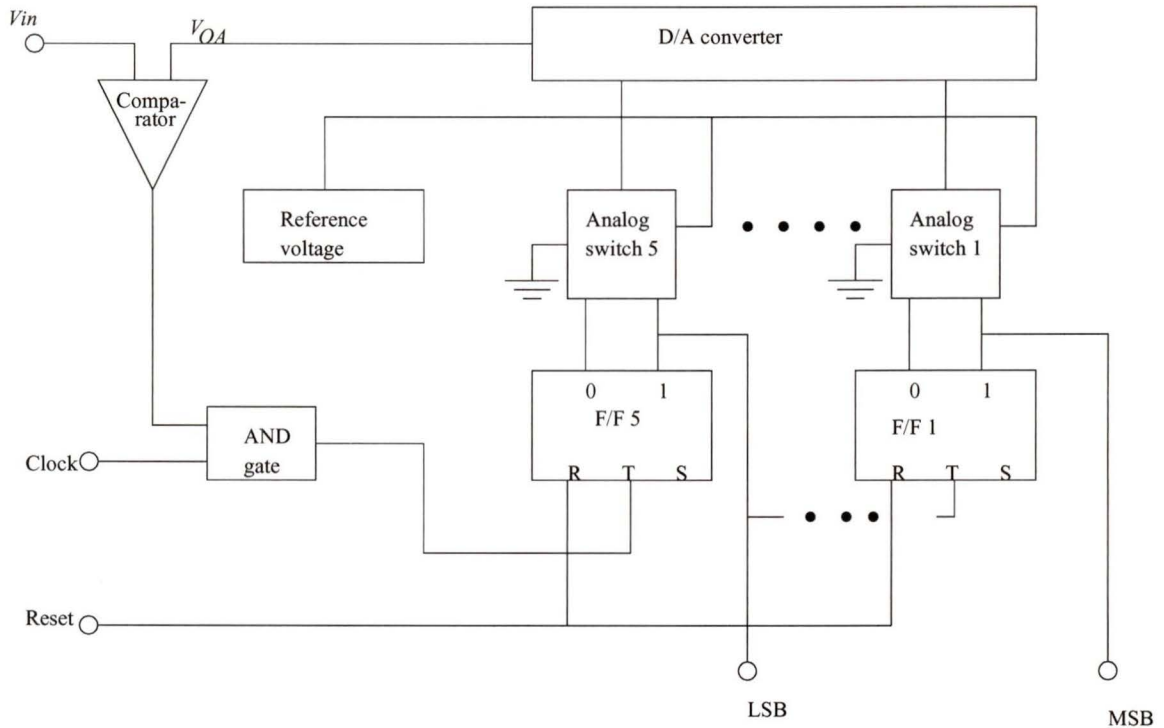 Vin
VOA
D/A converter
Compa-
rator
Reference
voltage
Analog
switch 5
Analog
switch 1
0 1
F/F 5
R T S
0 1
F/F 1
R T S
AND
gate
Clock
Reset
LSB
MSB